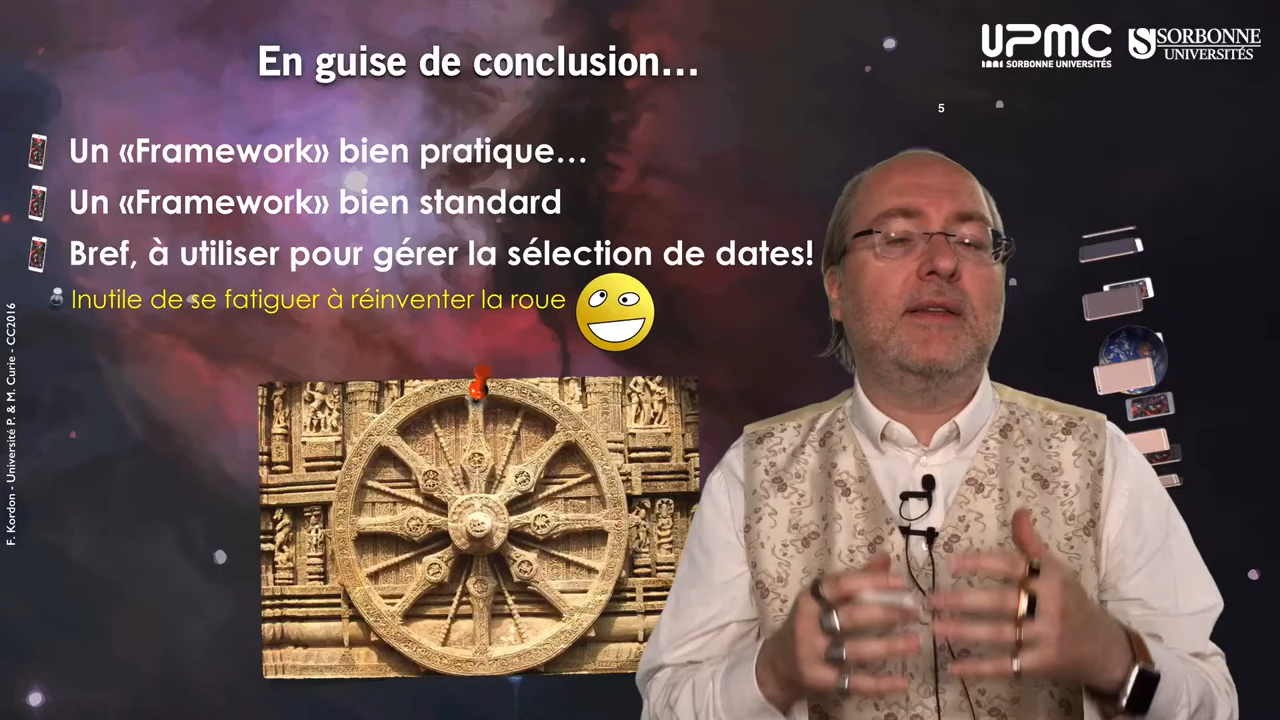 En guise de conclusion...
UPMC
SORBONNE UNIVERSITÉS
SORBONNE
UNIVERSITÉS
5
Un «Framework» bien pratique...
Un «Framework» bien standard
Bref, à utiliser pour gérer la sélection de dates!
Inutile de se fatiguer à réinventer la roue
F. Kordon - Université P. & M. Curie - CC2016